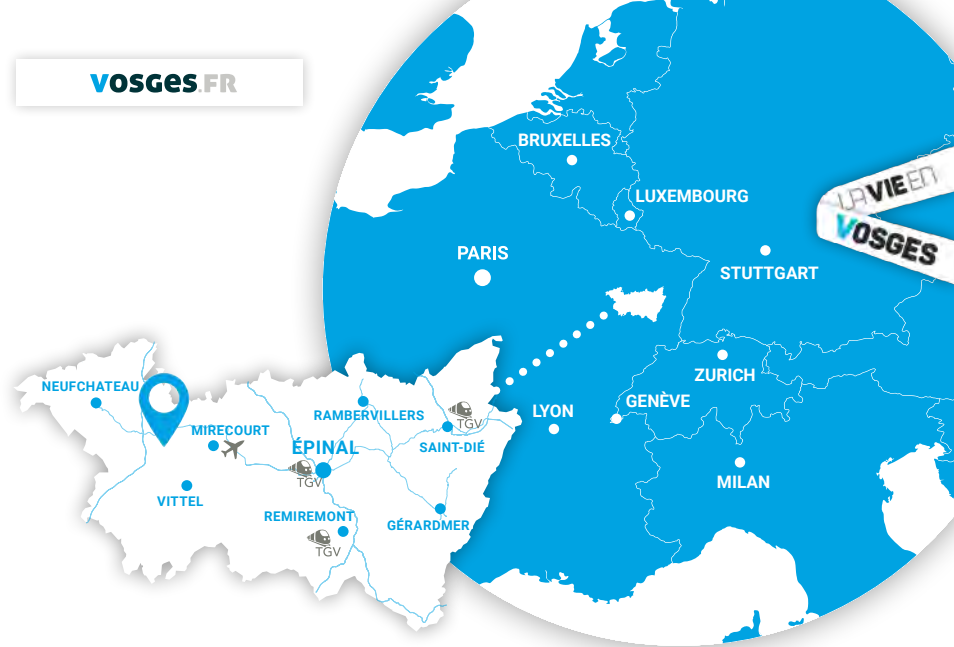 VOSGES.FR
BRUXELLES
LUXEMBOURG
LA VIE EN
VOSGES
PARIS
STUTTGART
ZURICH
GENÈVE
LYON
MILAN
NEUFCHATEAU
RAMBERVILLERS
TGV
MIRECOURT
SAINT-DIÉ
ÉPINAL
TGV
VITTEL
REMIREMONT
GÉRARDMER
TGV